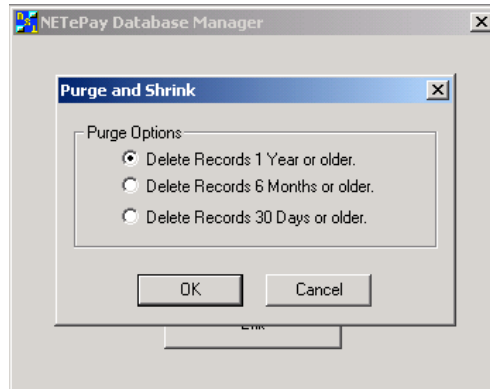 NETePay Database Manager
Purge and Shrink
Purge Options
Delete Records 1 Year or older.
Delete Records 6 Months or older.
Delete Records 30 Days or older.
OK
Cancel